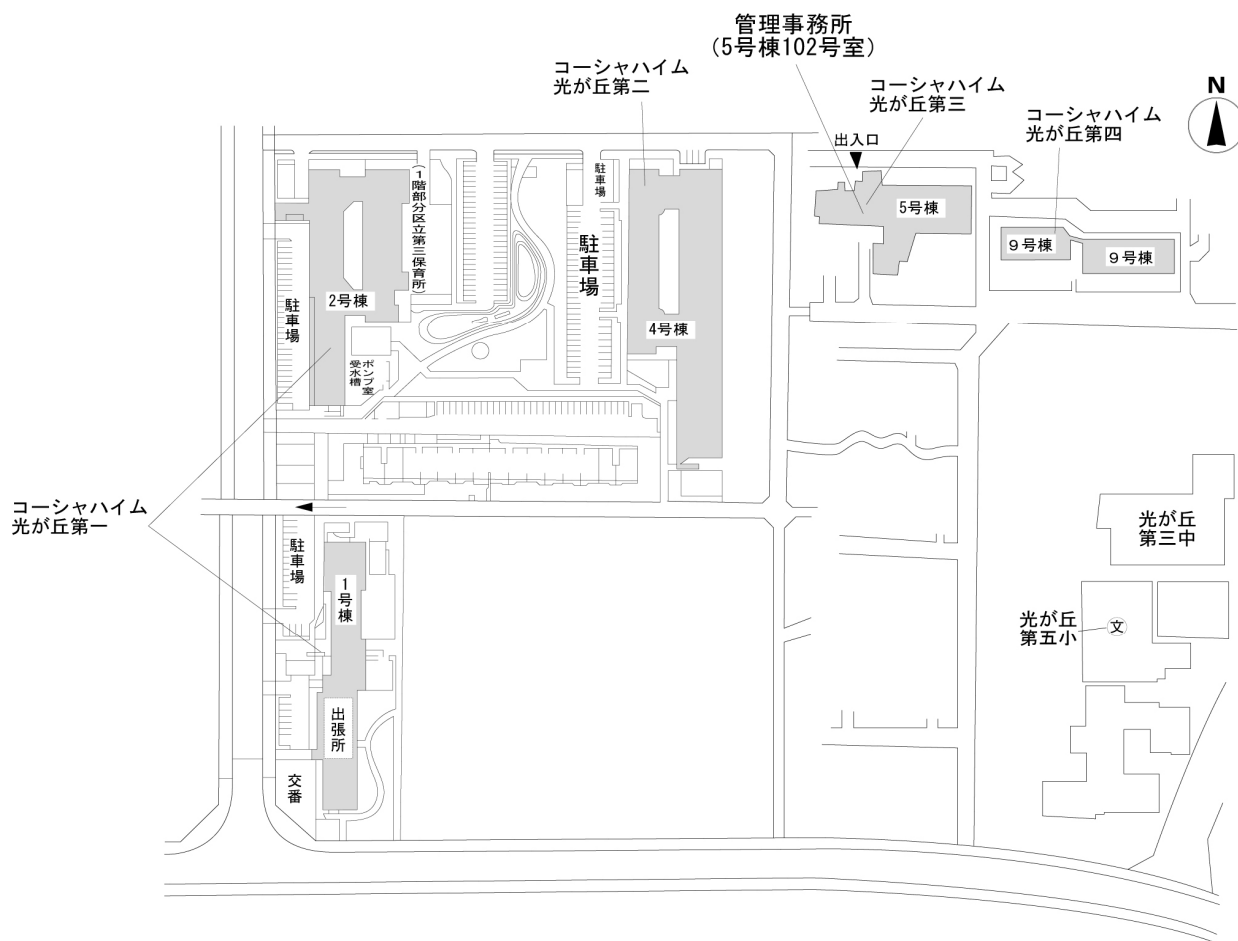 管理事務所
（5号棟102号室）
コーシャハイム
光が丘第二
コーシャハイム
光が丘第三
コーシャハイム
光が丘第四
N
出入口
5号棟
9号棟
9号棟
（1階部分区立第三保育所）
駐車場
駐車場
駐車場
2号棟
4号棟
ポンプ室
受水槽
コーシャハイム
光が丘第一
駐車場
1号棟
出張所
交番
光が丘
第三中
光が丘
第五小
文